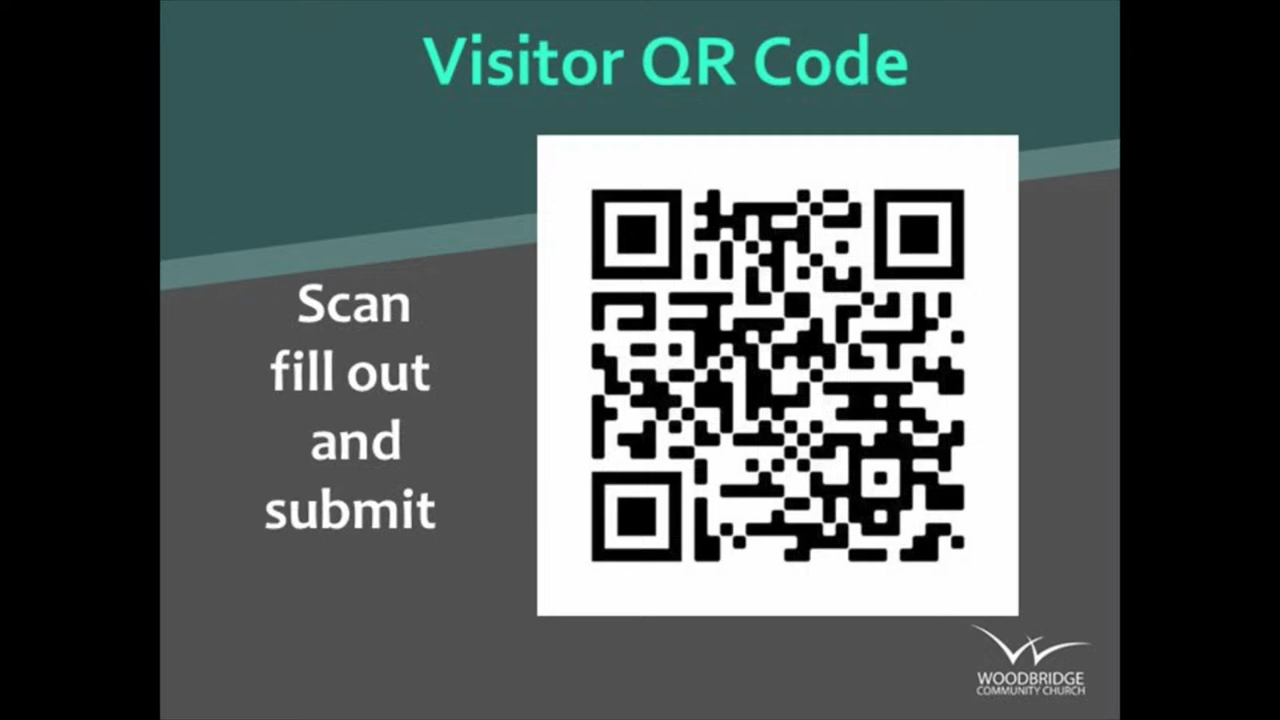 Visitor QR Code
Scan
fill out
and
submit
WOODBRIDGE
COMMUNITY CHURCH